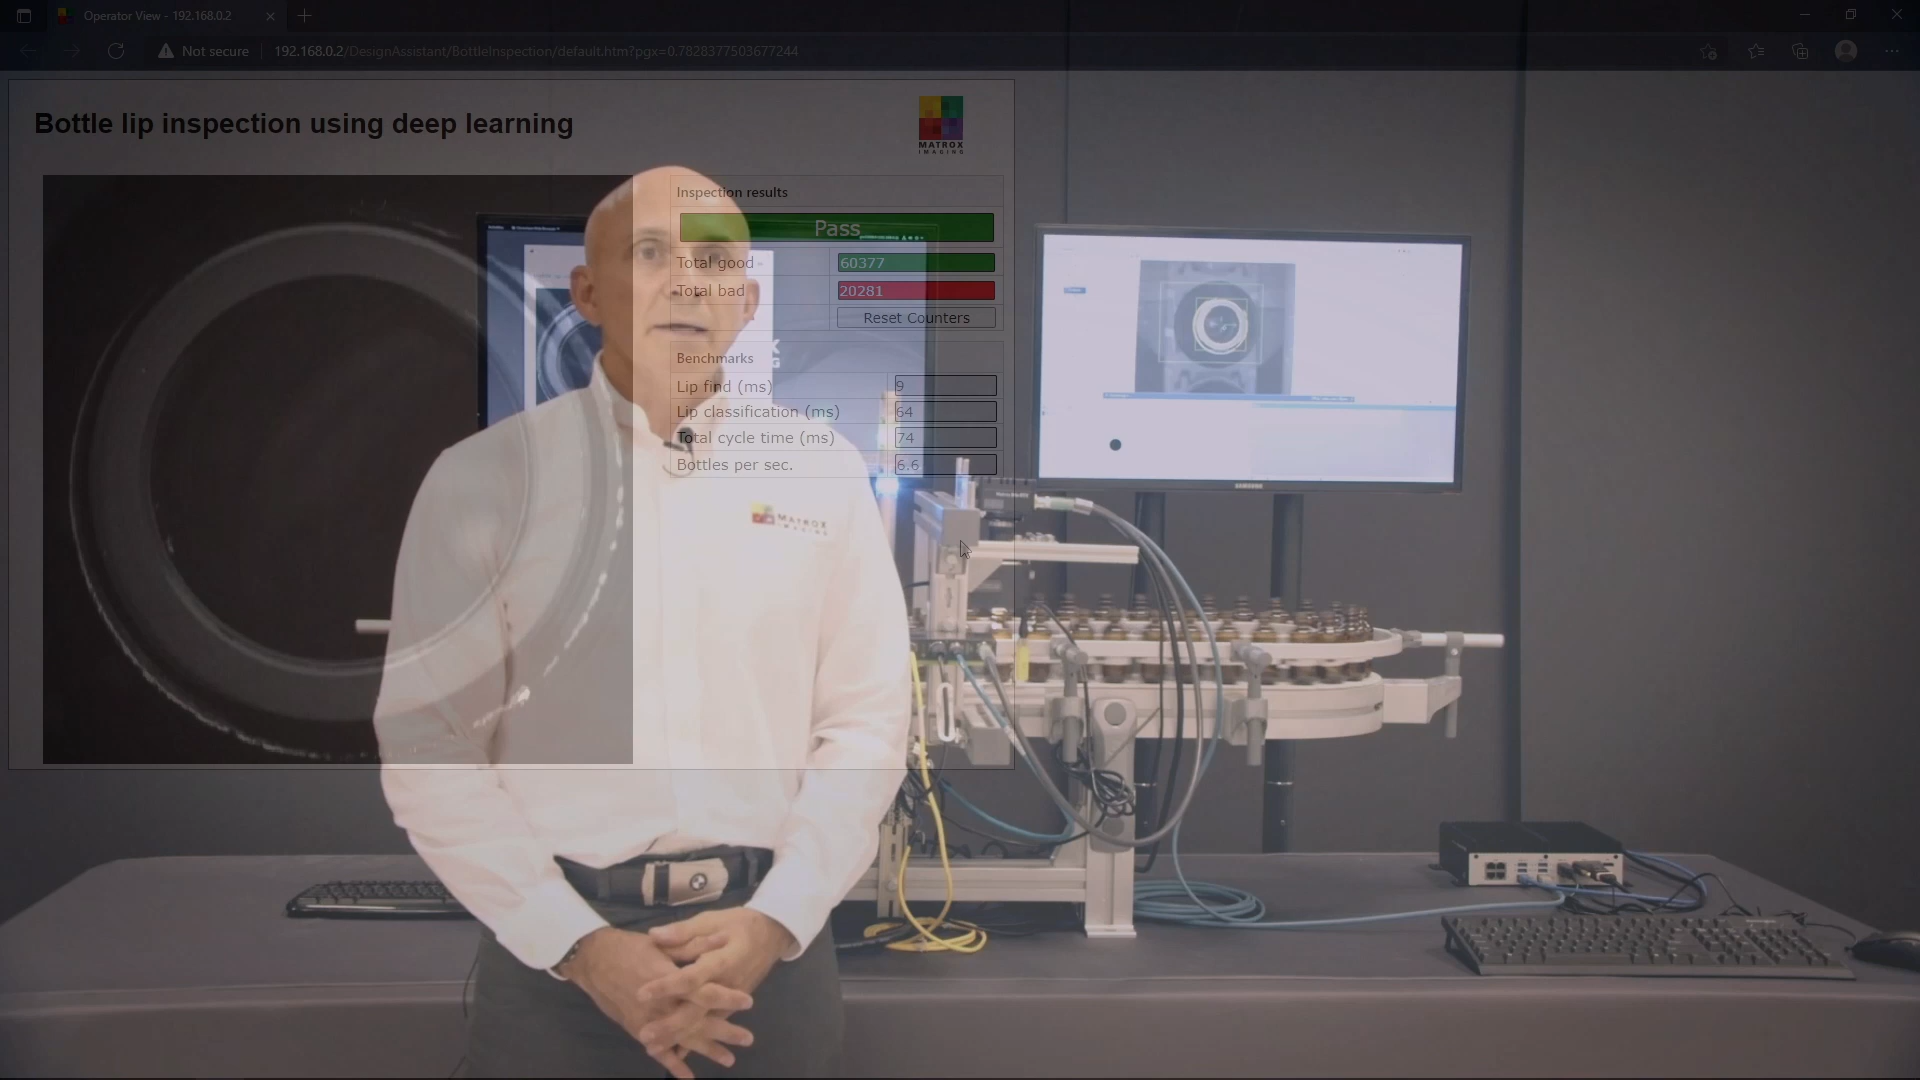 Operator View - 192.168.0.2
Not secure
192.168.0.2/DesignAssistant/BottleInspection/default.htm?pgx=0.7828377503677244
Bottle lip inspection using deep learning
MATROX
IMAGING
Inspection results
Pass
Total good
60377
Total bad
20281
Reset Counters
Benchmarks
Lip find (ms)
9
Lip classification (ms)
64
Total cycle time (ms)
74
Bottles per sec.
6.6
MATROX
IMAGING
SAMSUNG